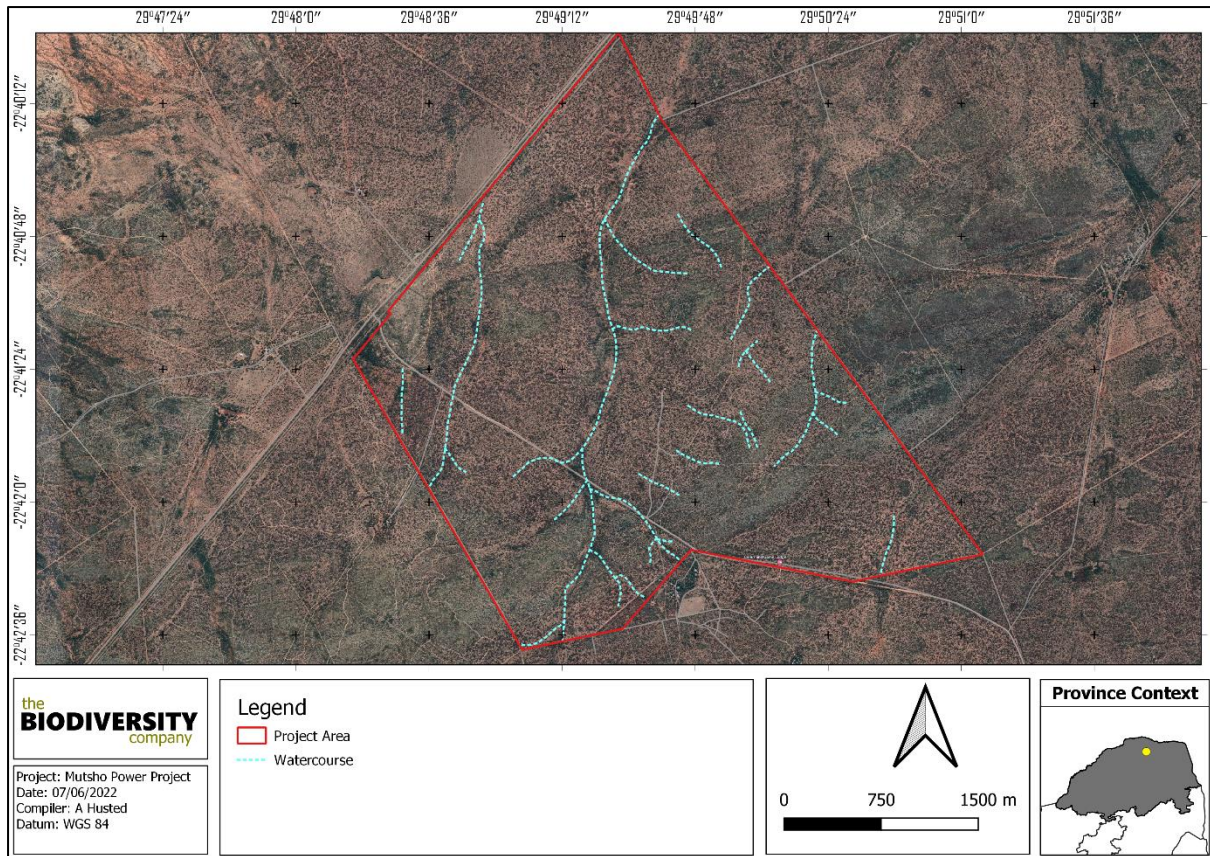 29°47'24"
29°48'0"
29°48'36"
29°49'12"
29°49'48"
29°50'24"
29°51'0"
29°51'36"
-22°40'12"
-22°40'48"
-22°41'24"
-22°42'0"
-22°42'36"
the
BIODIVERSITY
company
Project: Mutsho Power Project
Date: 07/06/2022
Compiler: A Husted
Datum: WGS 84
Legend
Project Area
Watercourse
0 750 1500 m
Province Context